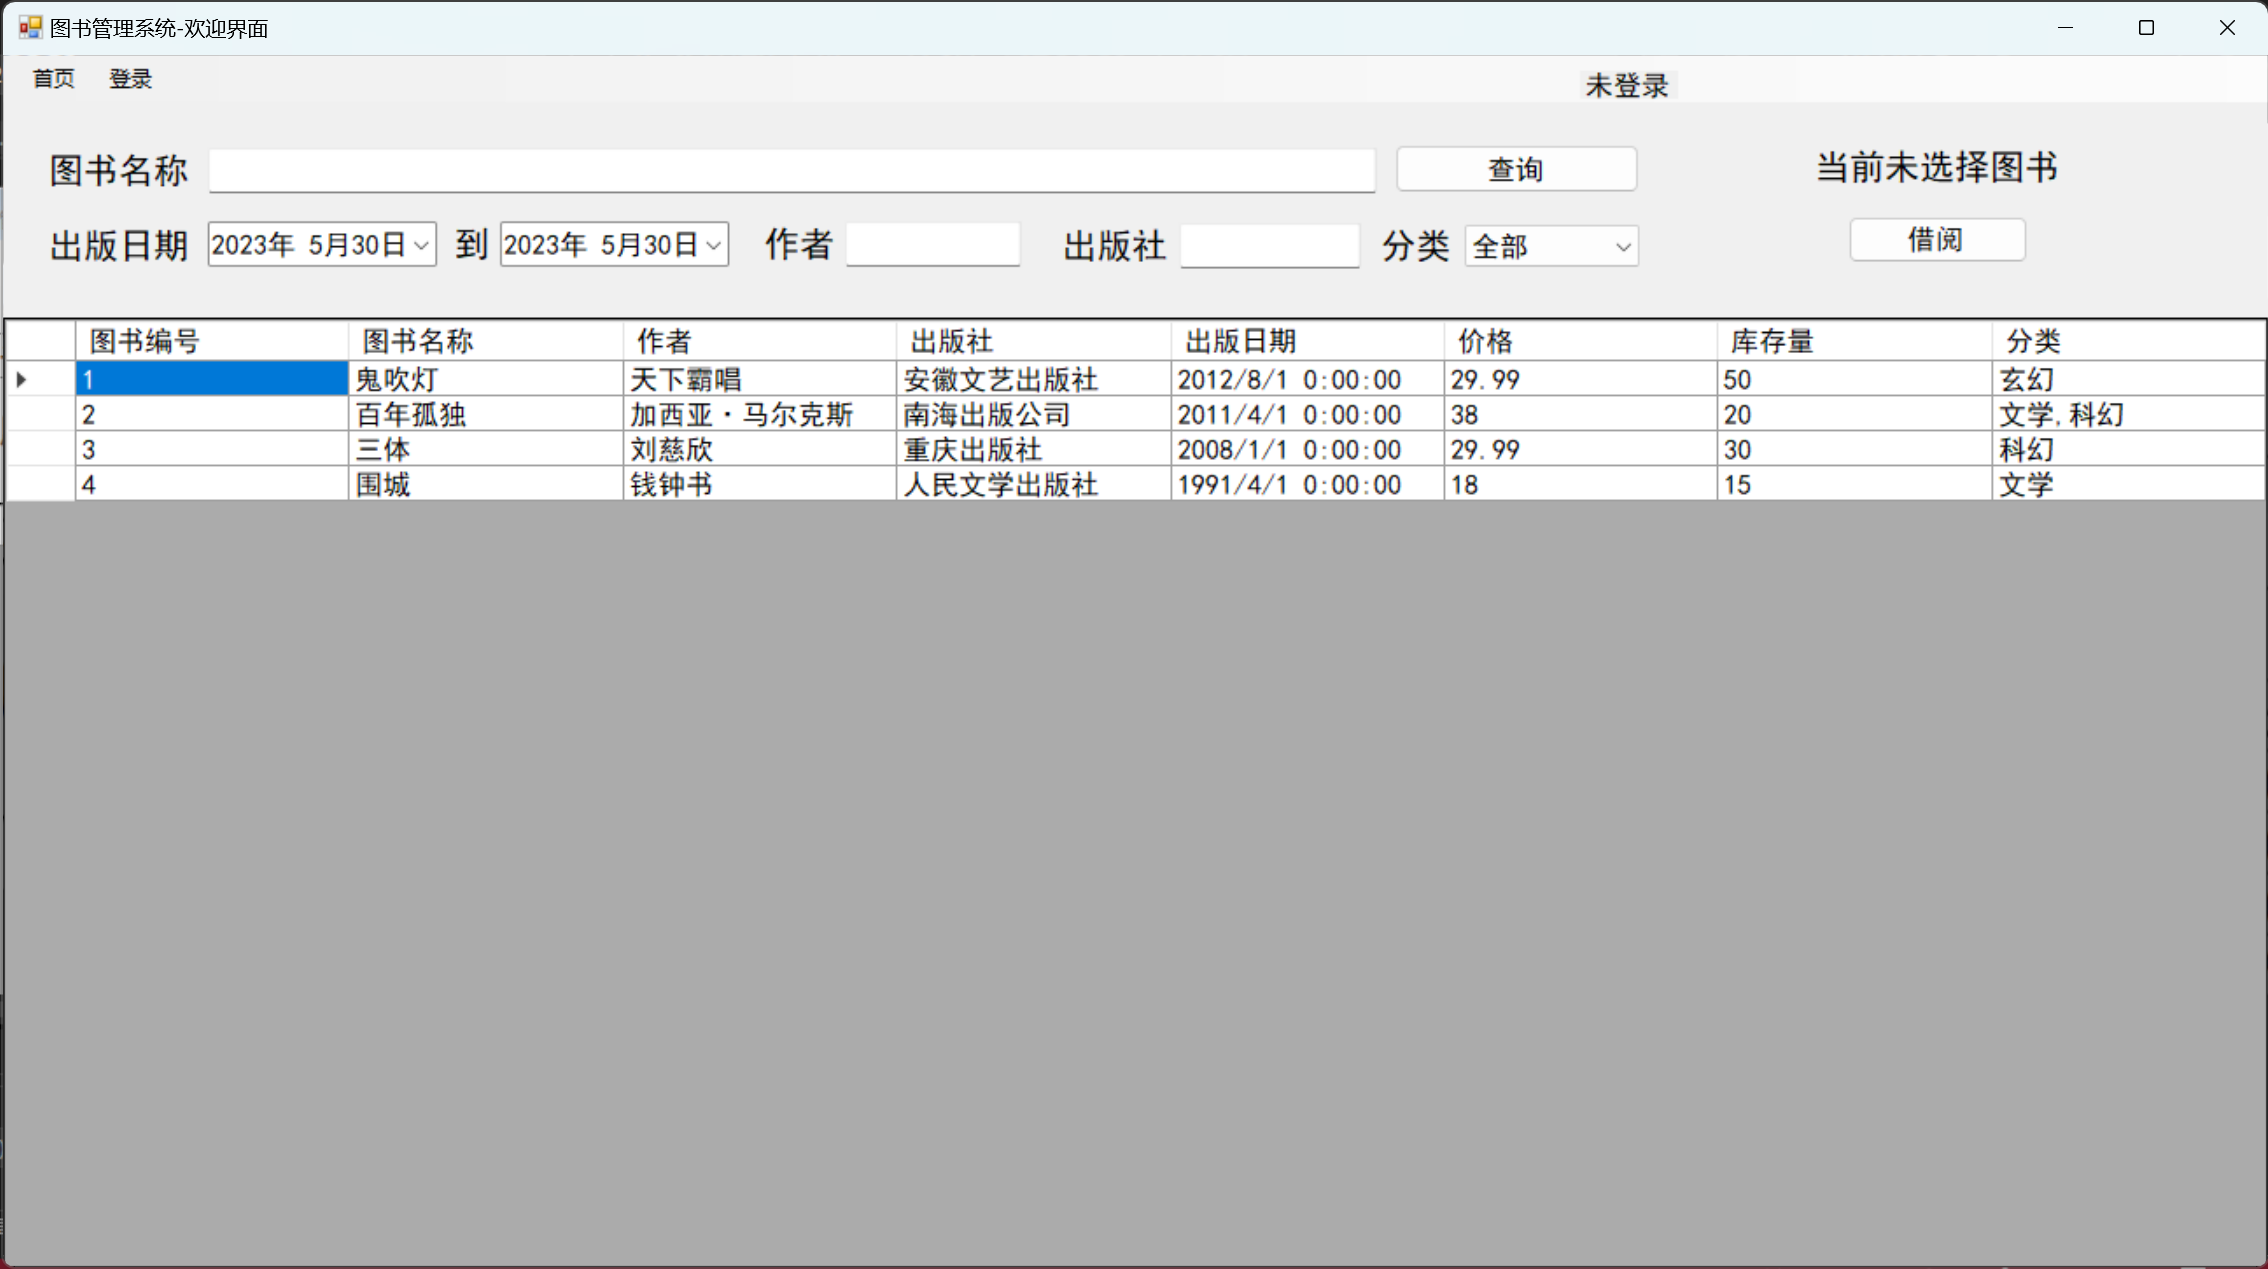 图书管理系统-欢迎界面
首页 登录 未登录
图书名称 查询 当前未选择图书
出版日期 2023年 5月30日 到 2023年 5月30日 作者 出版社 分类 全部 借阅
图书编号 图书名称 作者 出版社 出版日期 价格 库存量 分类
1 鬼吹灯 天下霸唱 安徽文艺出版社 2012/8/1 0:00:00 29.99 50 玄幻
2 百年孤独 加西亚·马尔克斯 南海出版公司 2011/4/1 0:00:00 38 20 文学,科幻
3 三体 刘慈欣 重庆出版社 2008/1/1 0:00:00 29.99 30 科幻
4 围城 钱钟书 人民文学出版社 1991/4/1 0:00:00 18 15 文学